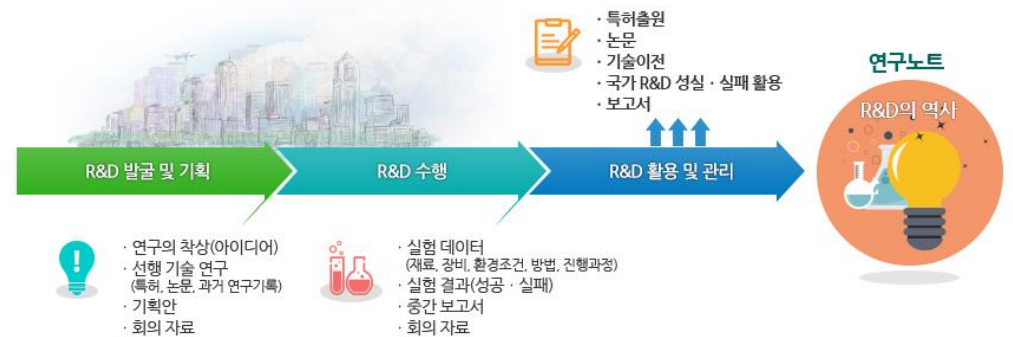 · 특허출원
· 논문
· 기술이전
· 국가 R&D 성실 · 실패 활용
· 보고서
연구노트
R&D의 역사
R&D 발굴 및 기획
R&D 수행
R&D 활용 및 관리
· 연구의 착상(아이디어)
· 선행 기술 연구
(특허, 논문, 과거 연구기록)
· 기획안
· 회의 자료
· 실험 데이터
(재료, 장비, 환경조건, 방법, 진행과정)
· 실험 결과(성공 · 실패)
· 중간 보고서
· 회의 자료